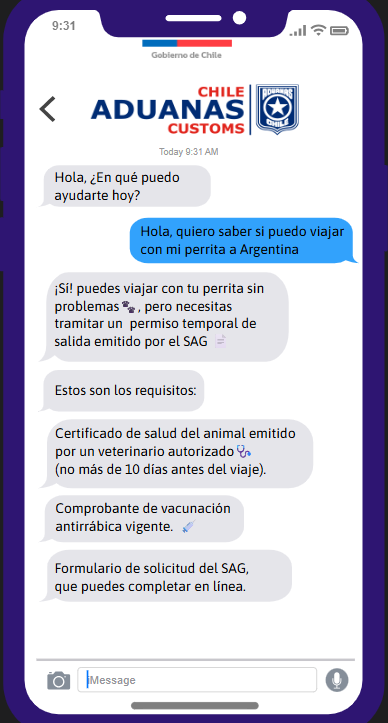 9:31
Gobierno de Chile
CHILE
ADUANAS
CUSTOMS
ADUANAS
CHILE
Today 9:31 AM
Hola, ¿En qué puedo
ayudarte hoy?
Hola, quiero saber si puedo viajar
con mi perrita a Argentina
¡Sí! puedes viajar con tu perrita sin
problemas🐾, pero necesitas
tramitar un permiso temporal de
salida emitido por el SAG 📄
Estos son los requisitos:
Certificado de salud del animal emitido
por un veterinario autorizado🩺
(no más de 10 días antes del viaje).
Comprobante de vacunación
antirrábica vigente. 💉
Formulario de solicitud del SAG,
que puedes completar en línea.
iMessage